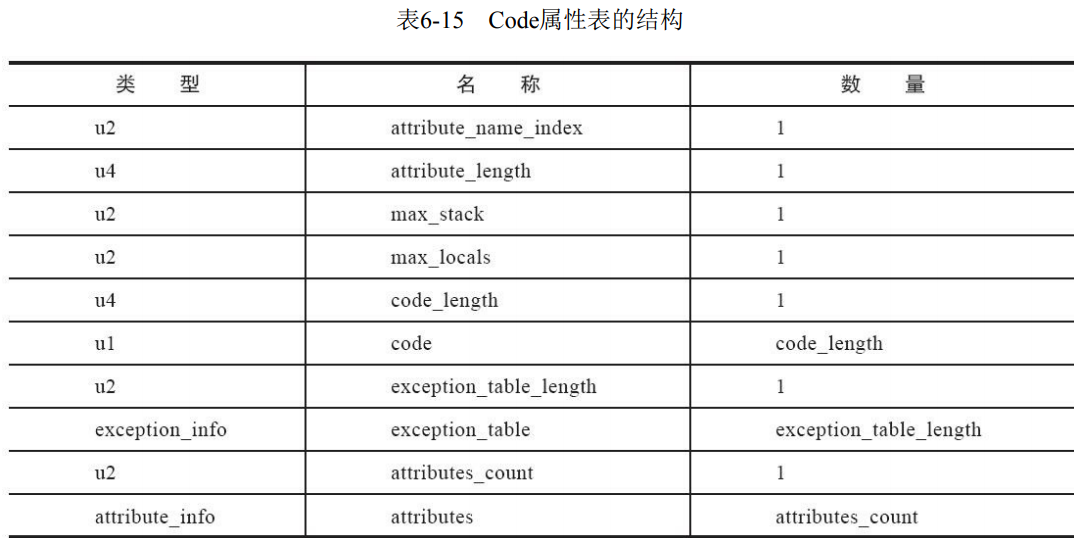 表6-15 Code属性表的结构
类 型 名 称 数 量
u2 attribute_name_index 1
u4 attribute_length 1
u2 max_stack 1
u2 max_locals 1
u4 code_length 1
u1 code code_length
u2 exception_table_length 1
exception_info exception_table exception_table_length
u2 attributes_count 1
attribute_info attributes attributes_count